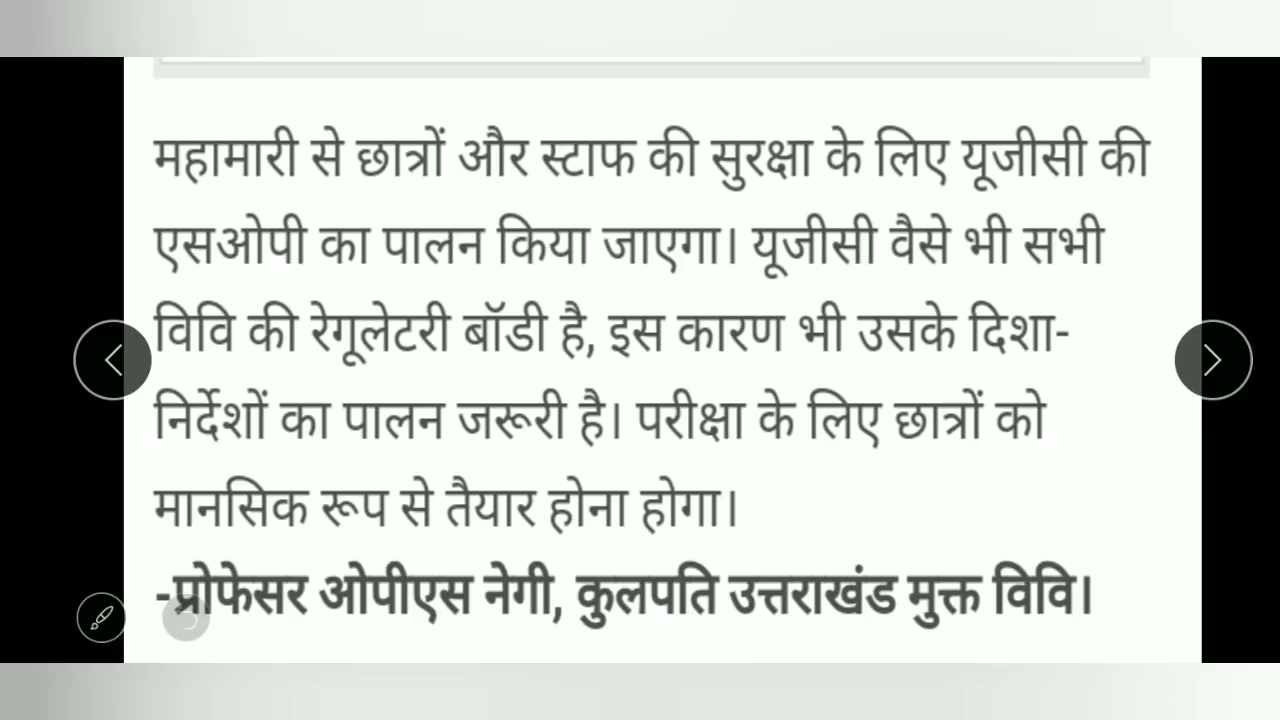 महामारी से छात्रों और स्टाफ की सुरक्षा के लिए यूजीसी की
एसओपी का पालन किया जाएगा। यूजीसी वैसे भी सभी
विवि की रेगूलेटरी बॉडी है, इस कारण भी उसके दिशा-
निर्देशों का पालन जरूरी है। परीक्षा के लिए छात्रों को
मानसिक रूप से तैयार होना होगा।
-प्रोफेसर ओपीएस नेगी, कुलपति उत्तराखंड मुक्त विवि।